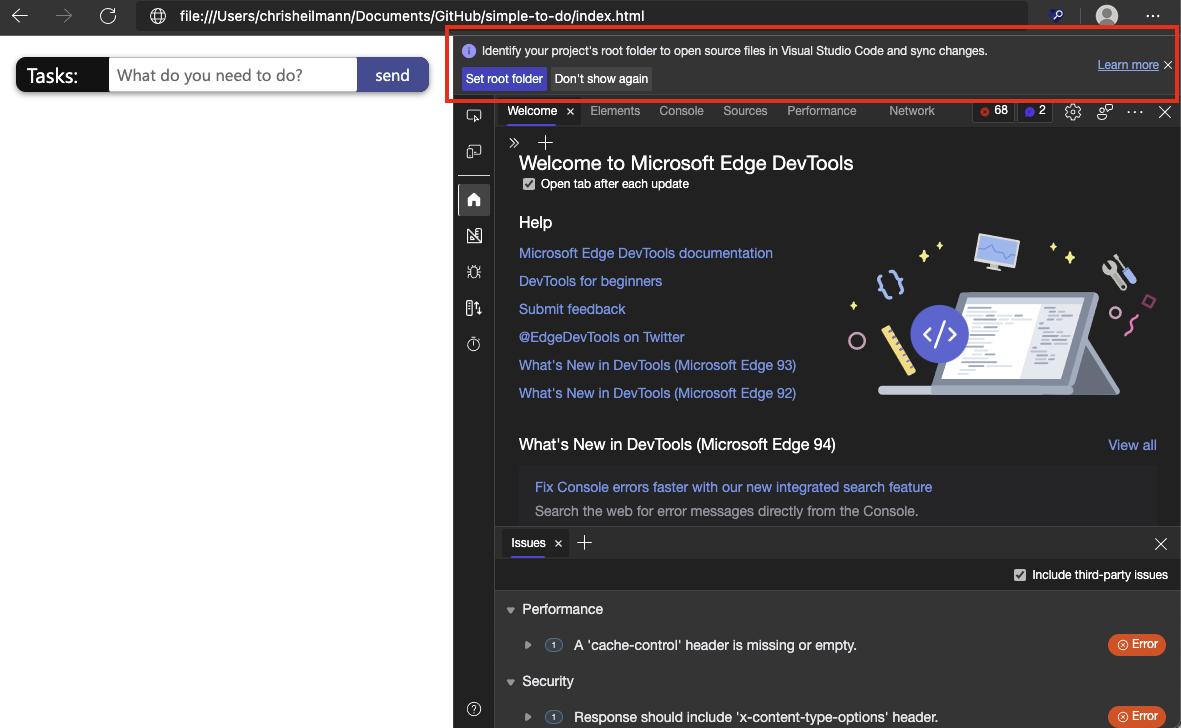 file:///Users/chrisheilmann/Documents/GitHub/simple-to-do/index.html
Tasks: What do you need to do? send
Identify your project's root folder to open source files in Visual Studio Code and sync changes.
Learn more
Set root folder Don't show again
Welcome Elements Console Sources Performance Network 68 2
Welcome to Microsoft Edge DevTools
Open tab after each update
Help
Microsoft Edge DevTools documentation
DevTools for beginners
Submit feedback
@EdgeDevTools on Twitter
What's New in DevTools (Microsoft Edge 93)
What's New in DevTools (Microsoft Edge 92)
What's New in DevTools (Microsoft Edge 94) View all
Fix Console errors faster with our new integrated search feature
Search the web for error messages directly from the Console.
Issues
Include third-party issues
Performance
1 A 'cache-control' header is missing or empty. Error
Security
1 Response should include 'x-content-type-options' header. Error